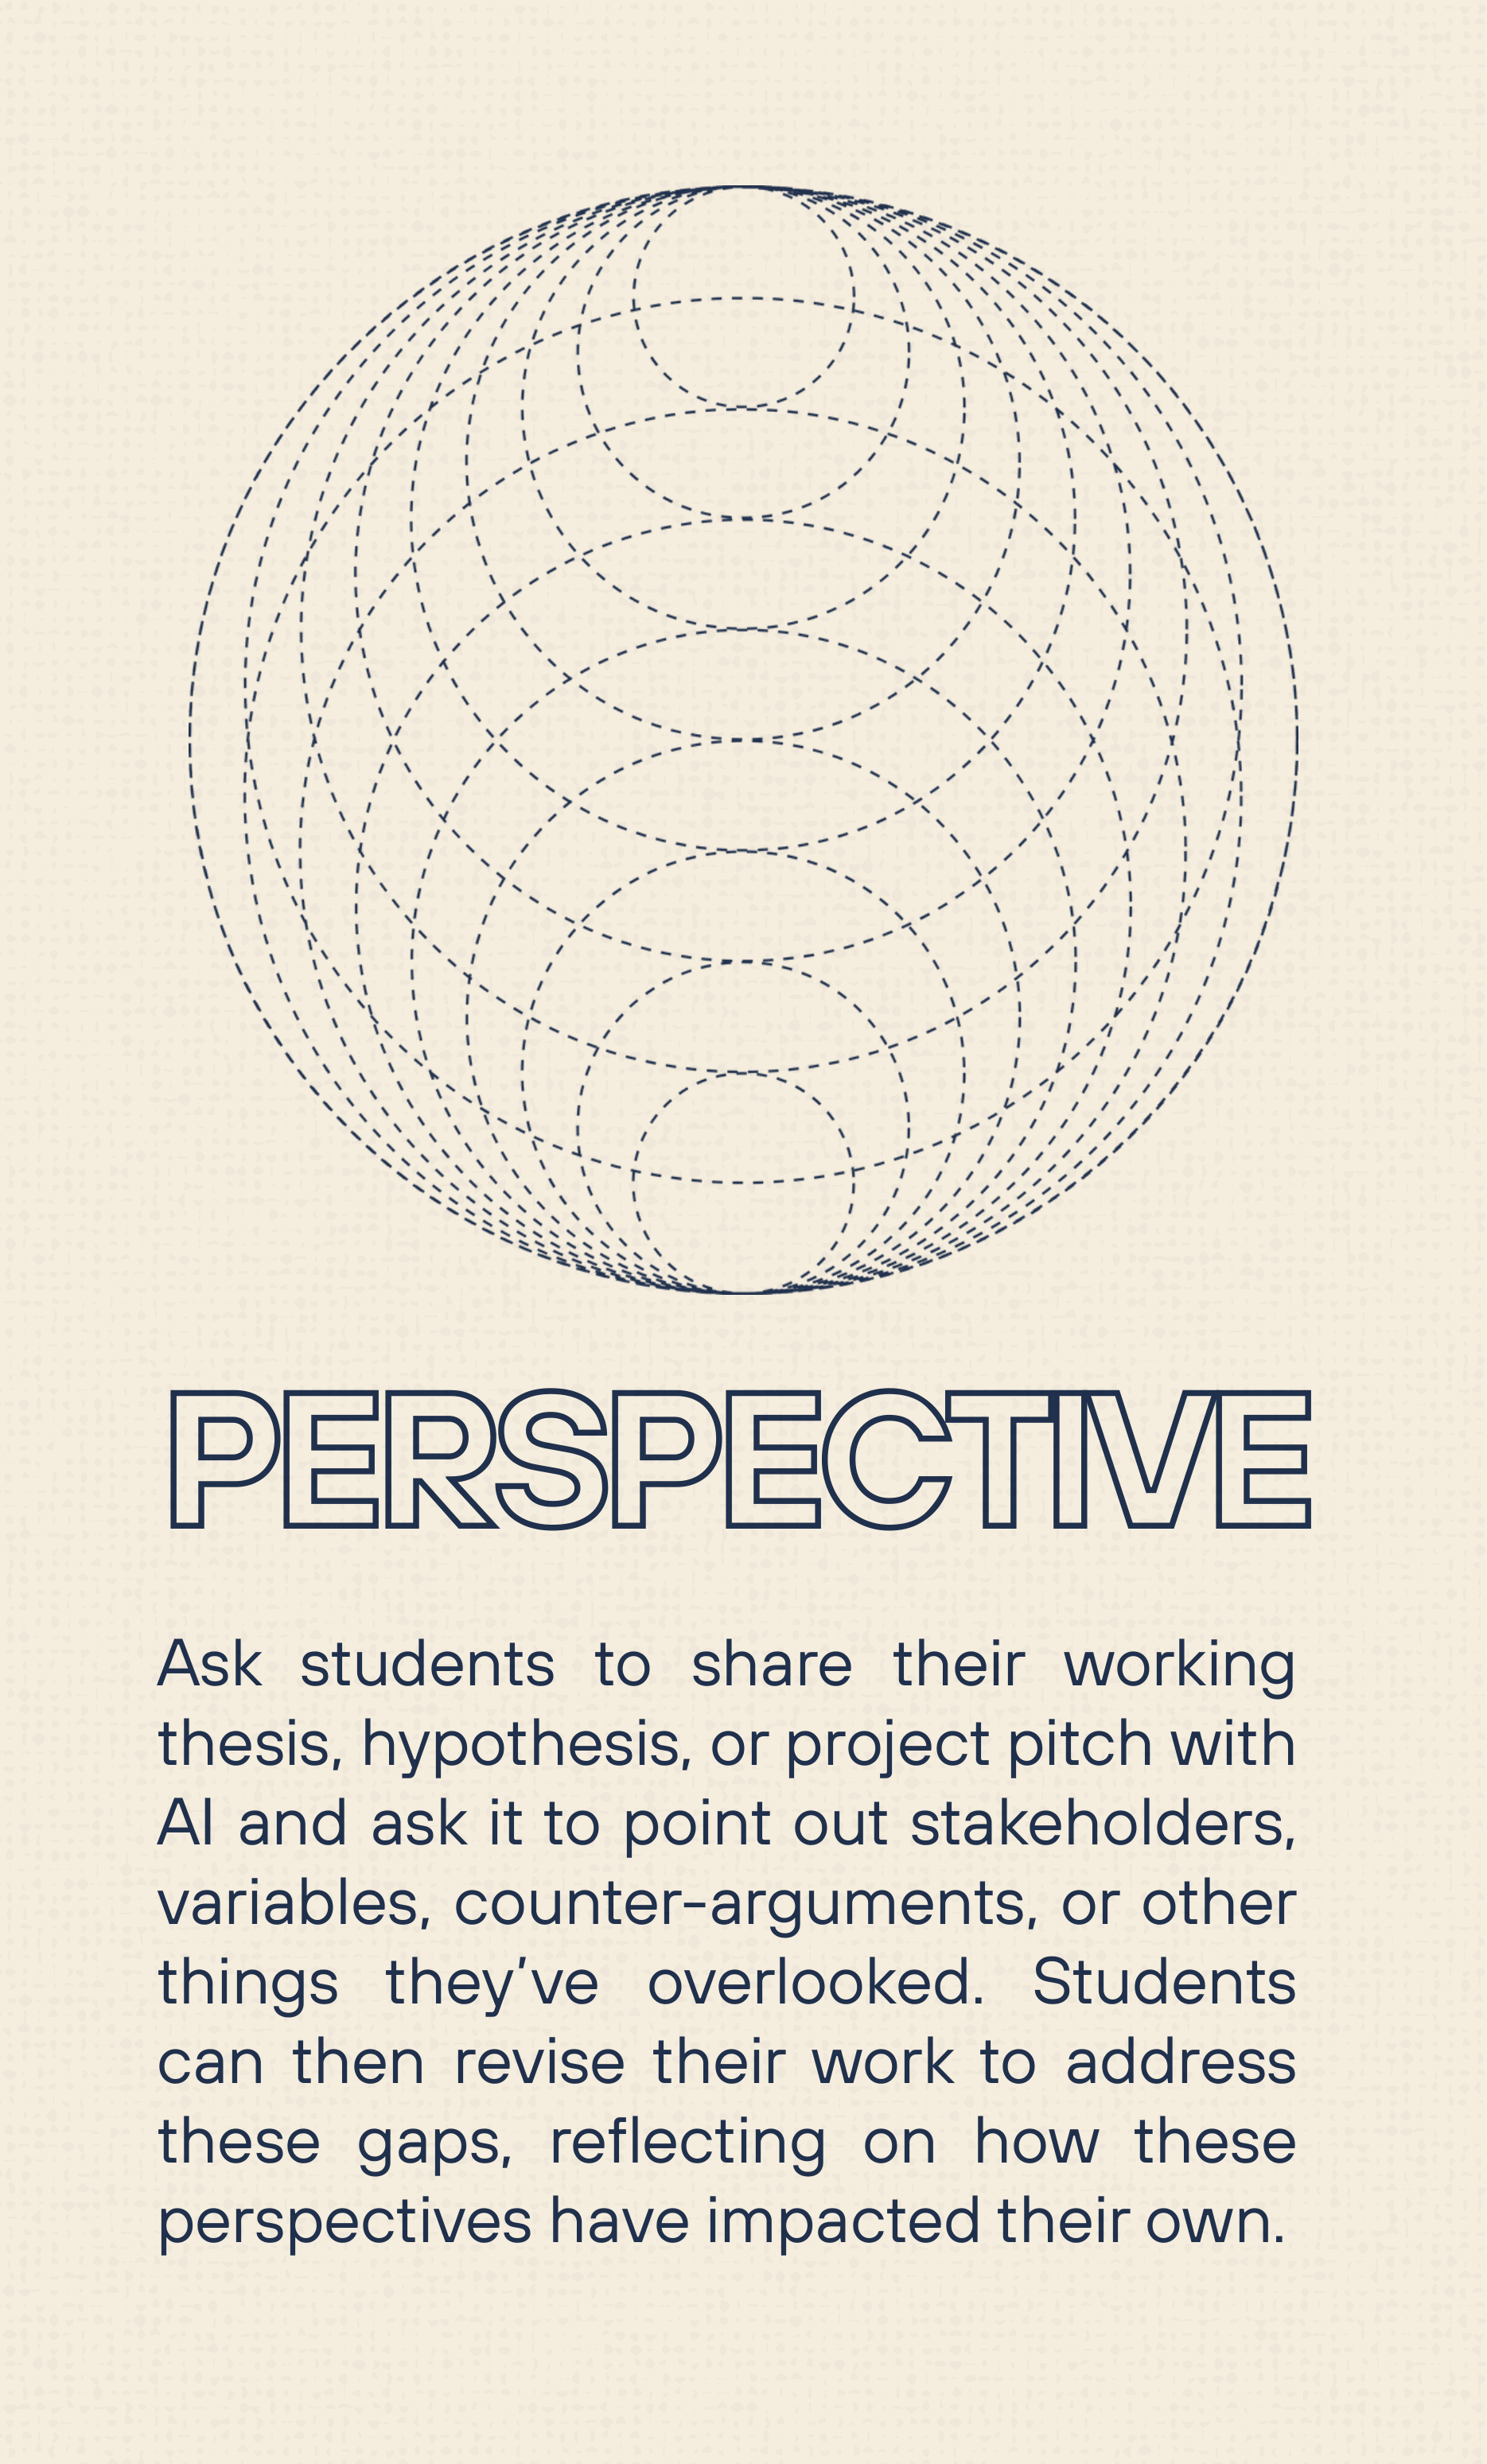 PERSPECTIVE
Ask students to share their working
thesis, hypothesis, or project pitch with
AI and ask it to point out stakeholders,
variables, counter-arguments, or other
things they’ve overlooked. Students
can then revise their work to address
these gaps, reflecting on how these
perspectives have impacted their own.